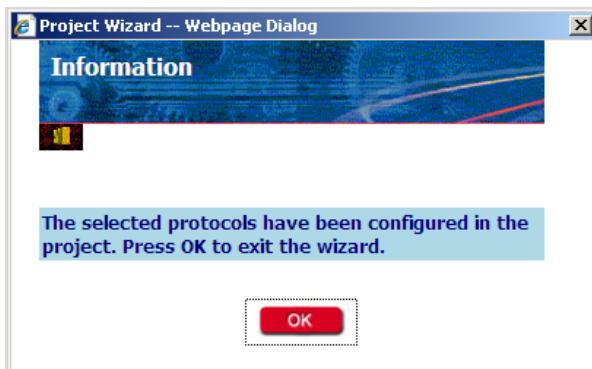 Project Wizard -- Webpage Dialog
Information
The selected protocols have been configured in the
project. Press OK to exit the wizard.
OK